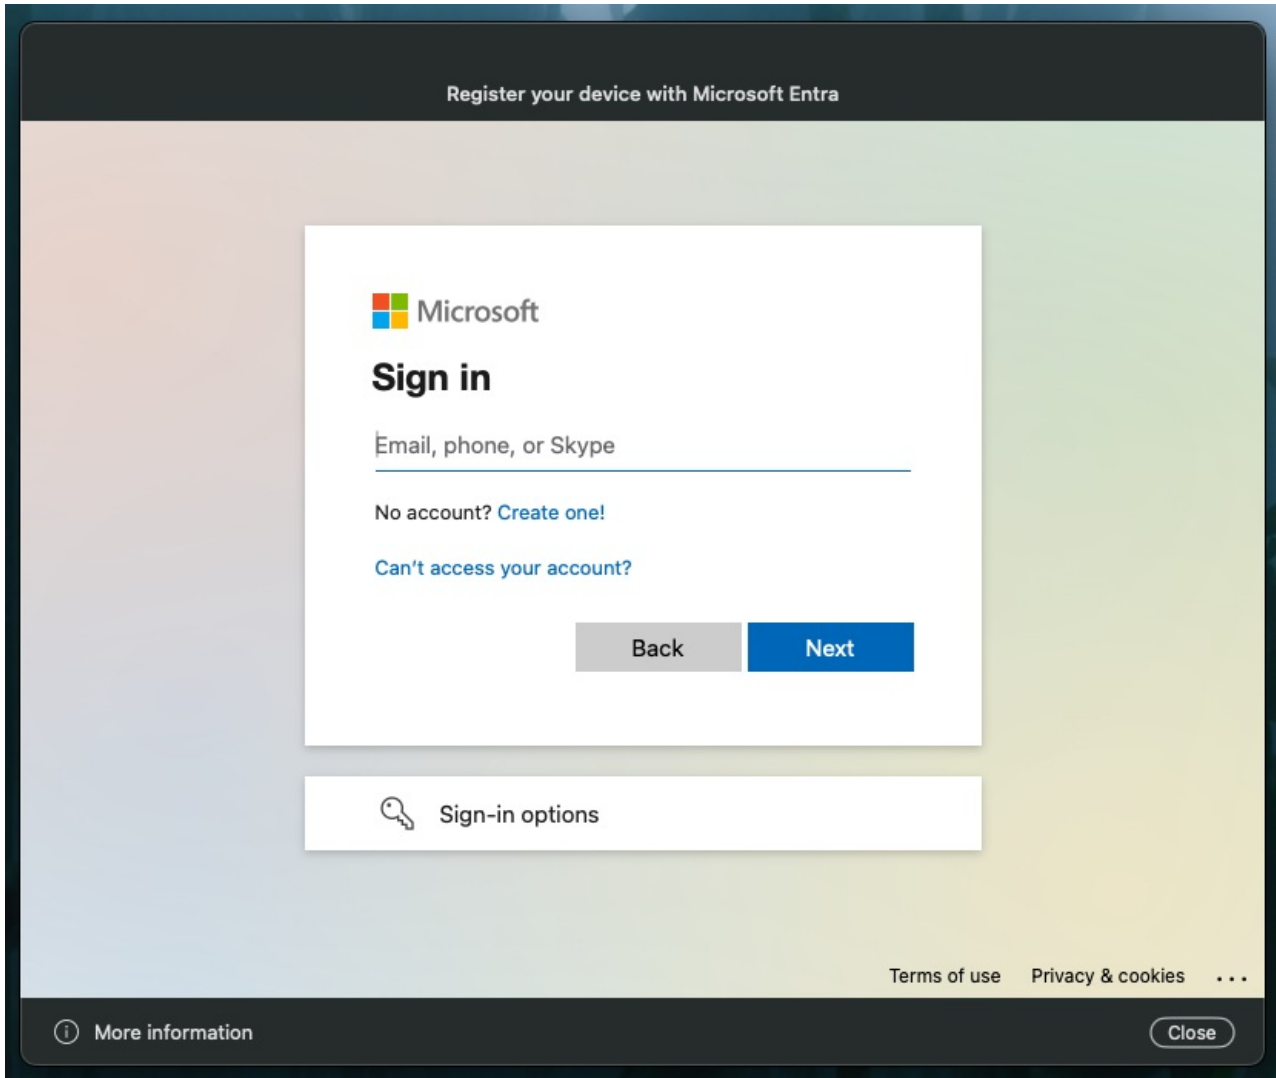 Register your device with Microsoft Entra
Microsoft
Sign in
Email, phone, or Skype
No account? Create one!
Can't access your account?
Back Next
Sign-in options
Terms of use Privacy & cookies ...
More information Close